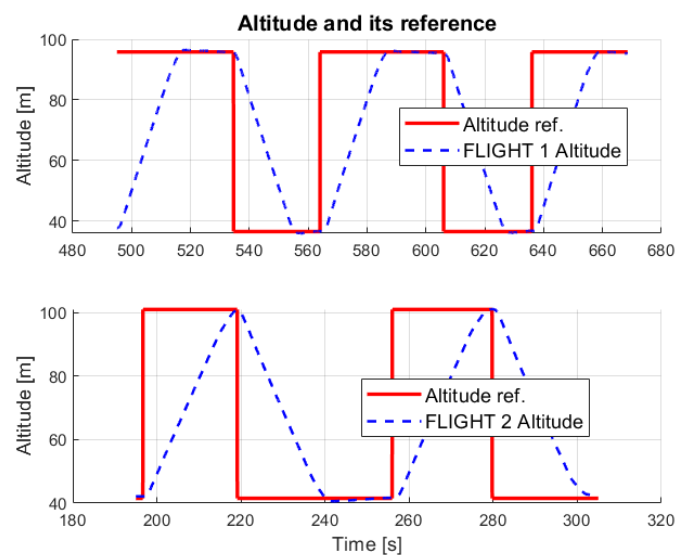 Altitude and its reference
100
80
60
40
Altitude [m]
Altitude ref.
FLIGHT 1 Altitude
480 500 520 540 560 580 600 620 640 660 680
100
80
60
40
Altitude [m]
Altitude ref.
FLIGHT 2 Altitude
180 200 220 240 260 280 300 320
Time [s]